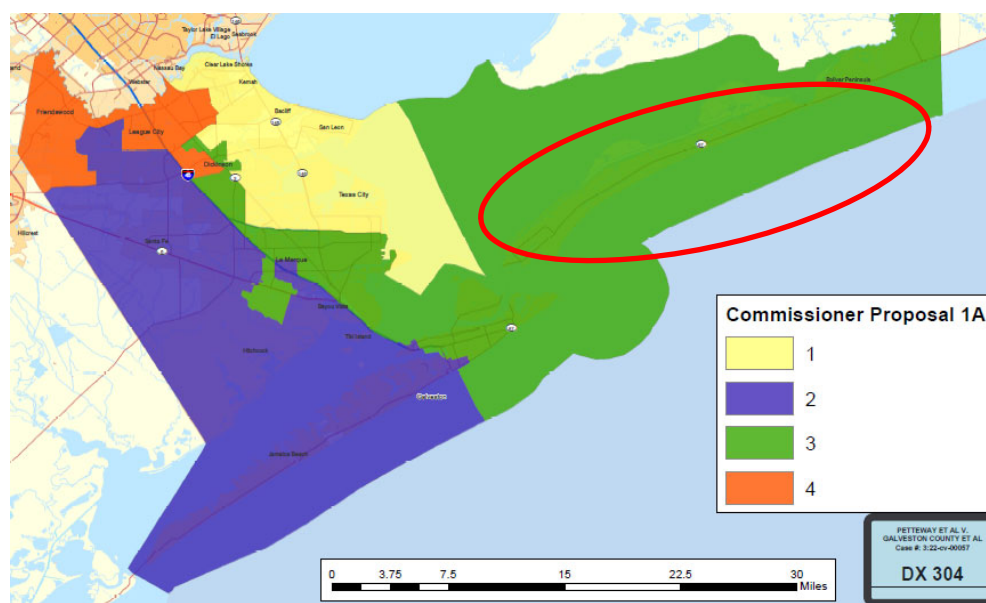 Taylor Lake Village
El Lago
Seabrook
Nassau Bay
Clear Lake Shores
Webster
Kemah
Friendswood
League City
Bacliff
San Leon
Dickinson
Texas City
Bolivar Peninsula
Hillcrest
Santa Fe
La Marque
Bayou Vista
Tiki Island
Hitchcock
Galveston
Jamaica Beach
Commissioner Proposal 1A
1
2
3
4
0 3.75 7.5 15 22.5 30
Miles
PETTEWAY ET AL V.
GALVESTON COUNTY ET AL
Case #: 3:22-cv-00057
DX 304